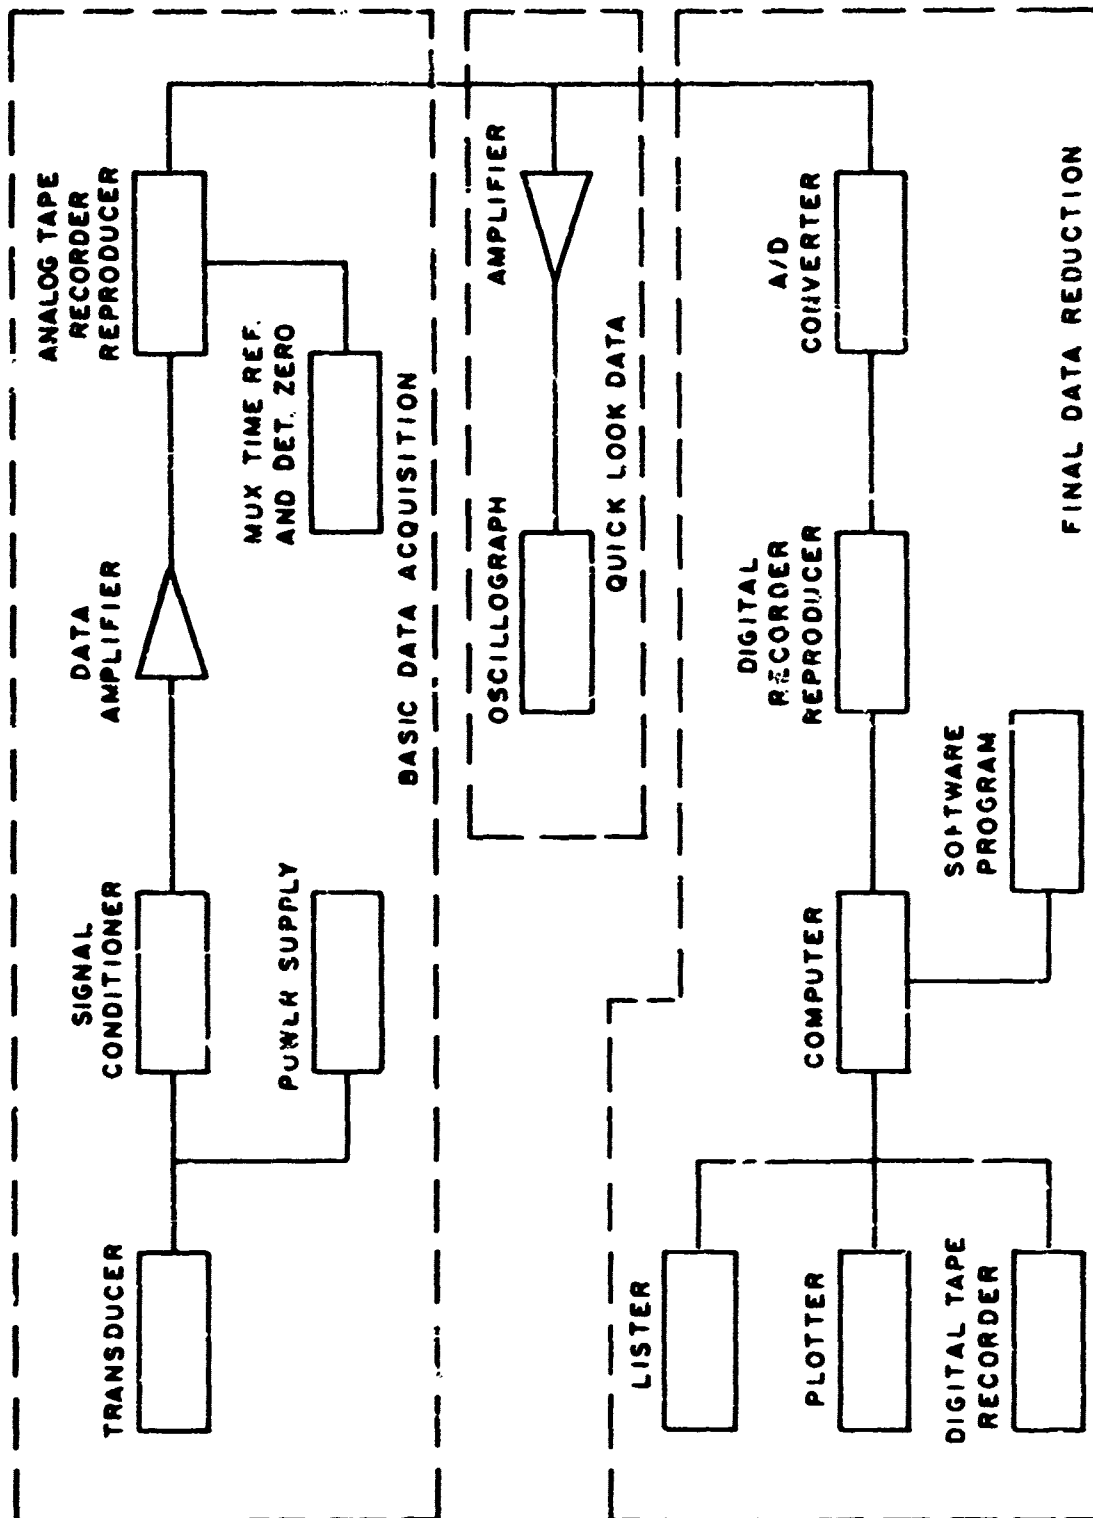 TRANSDUCER
SIGNAL
CONDITIONER
POWER SUPPLY
DATA
AMPLIFIER
ANALOG TAPE
RECORDER
REPRODUCER
MUX TIME REF.
AND DET. ZERO
BASIC DATA ACQUISITION
OSCILLOGRAPH
AMPLIFIER
QUICK LOOK DATA
LISTER
PLOTTER
DIGITAL TAPE
RECORDER
COMPUTER
SOFTWARE
PROGRAM
DIGITAL
RECORDER
REPRODUCER
A/D
CONVERTER
FINAL DATA REDUCTION